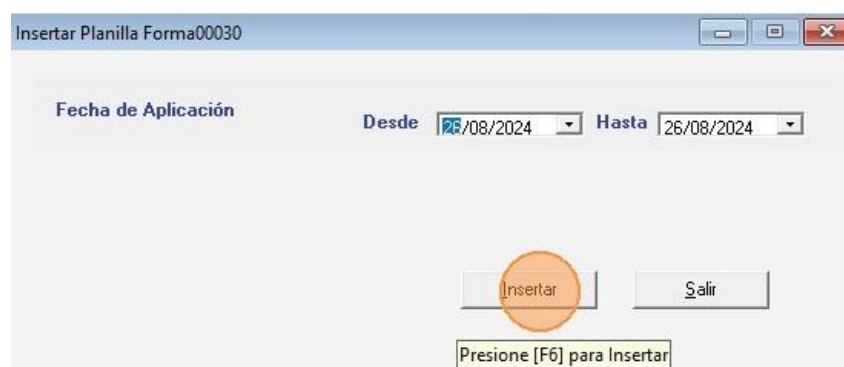 Insertar Planilla Forma00030
Fecha de Aplicación
Desde 26/08/2024 Hasta 26/08/2024
Insertar Salir
Presione [F6] para Insertar